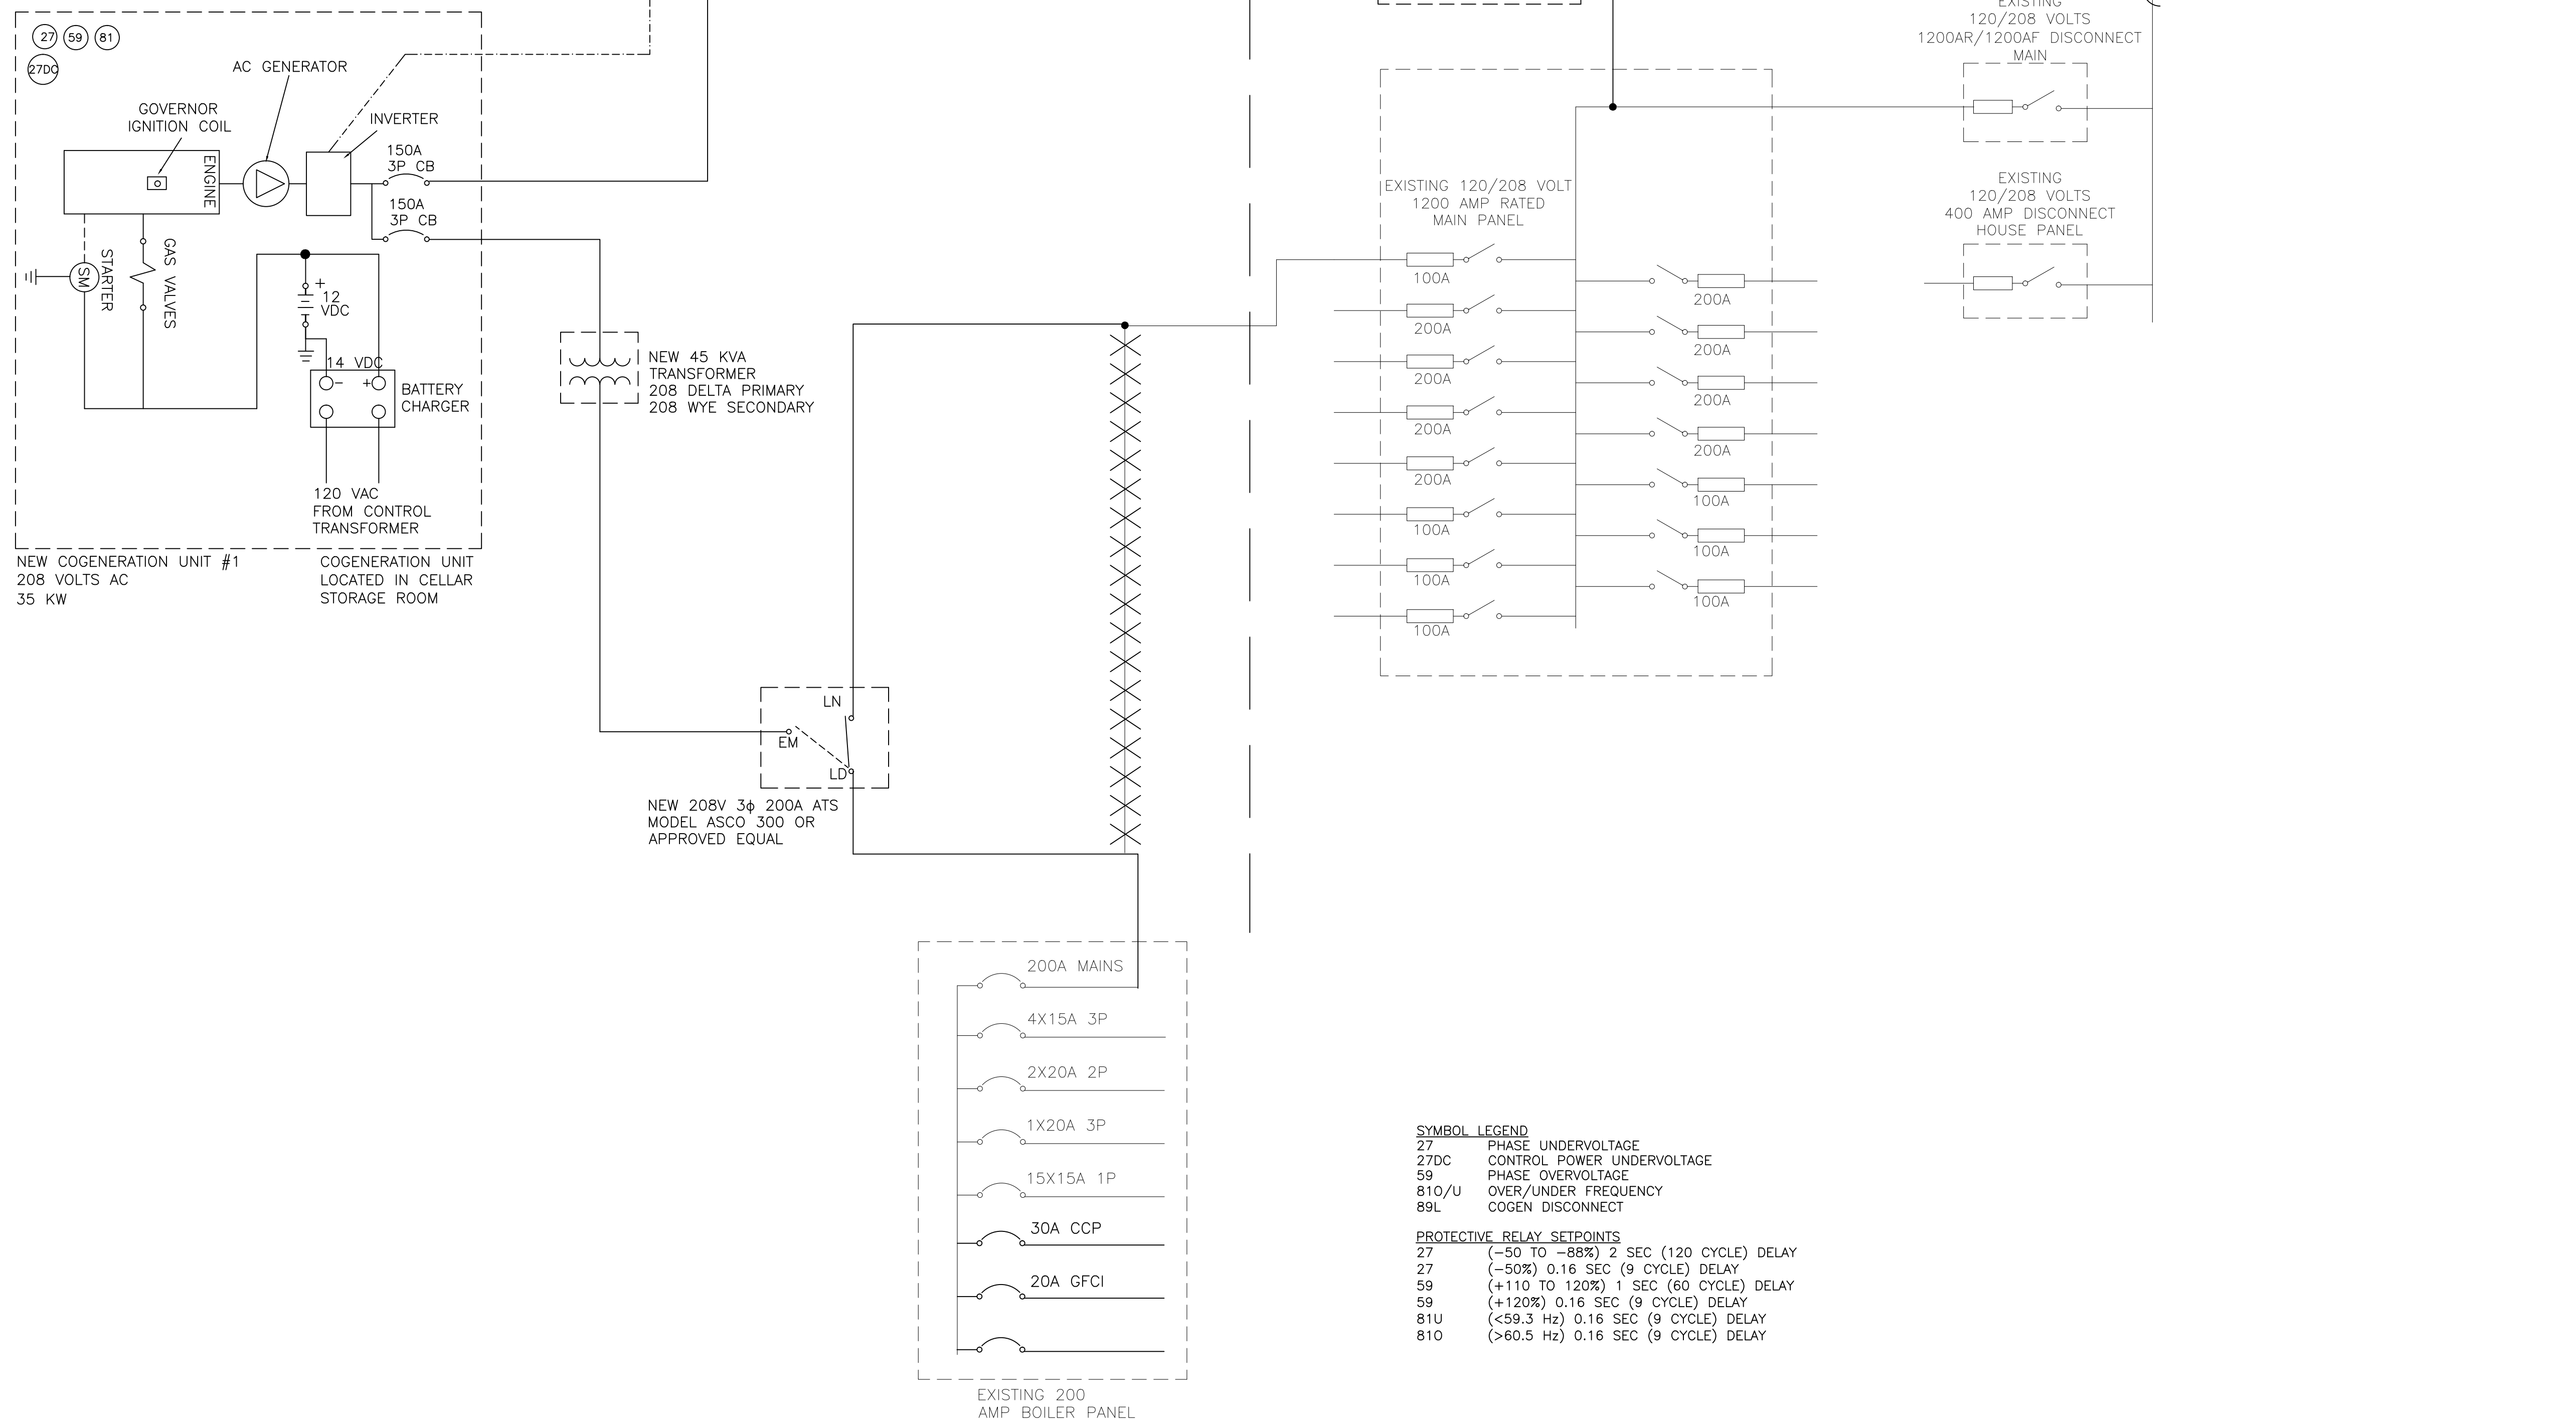 27 59 81
27DC
AC GENERATOR
GOVERNOR
IGNITION COIL
INVERTER
ENGINE
150A
3P CB
150A
3P CB
GAS VALVES
STARTER
SM
+
12
VDC
14 VDC
- +
BATTERY
CHARGER
120 VAC
FROM CONTROL
TRANSFORMER
NEW COGENERATION UNIT #1
208 VOLTS AC
35 KW
COGENERATION UNIT
LOCATED IN CELLAR
STORAGE ROOM
NEW 45 KVA
TRANSFORMER
208 DELTA PRIMARY
208 WYE SECONDARY
LN
EM
LD
NEW 208V 3ϕ 200A ATS
MODEL ASCO 300 OR
APPROVED EQUAL
EXISTING 120/208 VOLT
1200 AMP RATED
MAIN PANEL
100A
200A
200A
200A
200A
100A
100A
100A
200A
200A
200A
200A
100A
100A
100A
EXISTING
120/208 VOLTS
1200AR/1200AF DISCONNECT
MAIN
EXISTING
120/208 VOLTS
400 AMP DISCONNECT
HOUSE PANEL
200A MAINS
4X15A 3P
2X20A 2P
1X20A 3P
15X15A 1P
30A CCP
20A GFCI
EXISTING 200
AMP BOILER PANEL
SYMBOL LEGEND
27 PHASE UNDERVOLTAGE
27DC CONTROL POWER UNDERVOLTAGE
59 PHASE OVERVOLTAGE
81O/U OVER/UNDER FREQUENCY
89L COGEN DISCONNECT
PROTECTIVE RELAY SETPOINTS
27 (-50 TO -88%) 2 SEC (120 CYCLE) DELAY
27 (-50%) 0.16 SEC (9 CYCLE) DELAY
59 (+110 TO 120%) 1 SEC (60 CYCLE) DELAY
59 (+120%) 0.16 SEC (9 CYCLE) DELAY
81U (<59.3 Hz) 0.16 SEC (9 CYCLE) DELAY
81O (>60.5 Hz) 0.16 SEC (9 CYCLE) DELAY